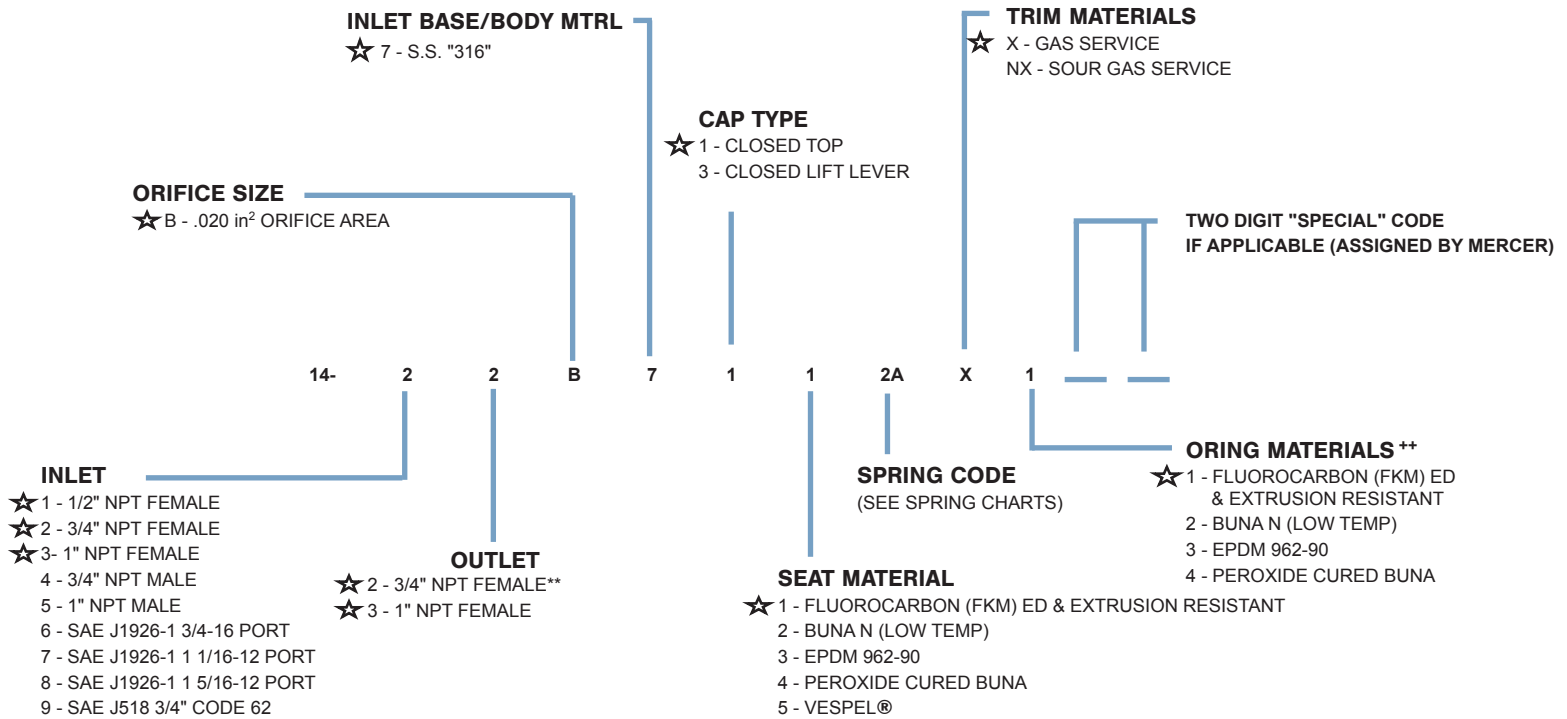 INLET BASE/BODY MTRL
7 - S.S. "316"
TRIM MATERIALS
X - GAS SERVICE
NX - SOUR GAS SERVICE
CAP TYPE
1 - CLOSED TOP
3 - CLOSED LIFT LEVER
ORIFICE SIZE
B - .020 in² ORIFICE AREA
TWO DIGIT "SPECIAL" CODE
IF APPLICABLE (ASSIGNED BY MERCER)
14- 2 2 B 7 1 1 2A X 1
INLET
1 - 1/2" NPT FEMALE
2 - 3/4" NPT FEMALE
3- 1" NPT FEMALE
4 - 3/4" NPT MALE
5 - 1" NPT MALE
6 - SAE J1926-1 3/4-16 PORT
7 - SAE J1926-1 1 1/16-12 PORT
8 - SAE J1926-1 1 5/16-12 PORT
9 - SAE J518 3/4" CODE 62
OUTLET
2 - 3/4" NPT FEMALE**
3 - 1" NPT FEMALE
SPRING CODE
(SEE SPRING CHARTS)
SEAT MATERIAL
1 - FLUOROCARBON (FKM) ED & EXTRUSION RESISTANT
2 - BUNA N (LOW TEMP)
3 - EPDM 962-90
4 - PEROXIDE CURED BUNA
5 - VESPEL®
ORING MATERIALS ++
1 - FLUOROCARBON (FKM) ED
& EXTRUSION RESISTANT
2 - BUNA N (LOW TEMP)
3 - EPDM 962-90
4 - PEROXIDE CURED BUNA